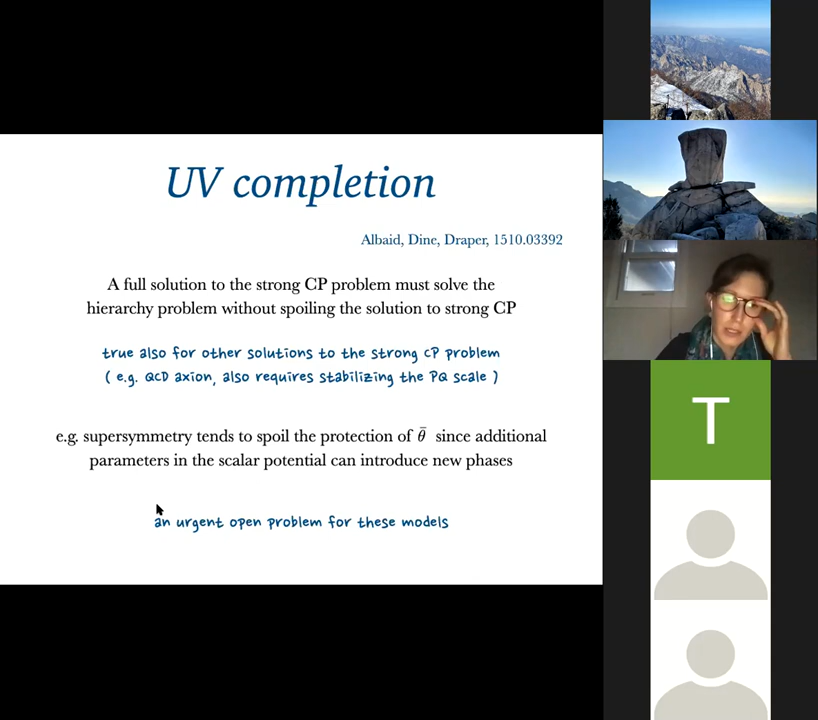 UV completion
Albaid, Dine, Draper, 1510.03392
A full solution to the strong CP problem must solve the
hierarchy problem without spoiling the solution to strong CP
true also for other solutions to the strong CP problem
( e.g. QCD axion, also requires stabilizing the PQ scale )
e.g. supersymmetry tends to spoil the protection of θ̄ since additional
parameters in the scalar potential can introduce new phases
an urgent open problem for these models
T